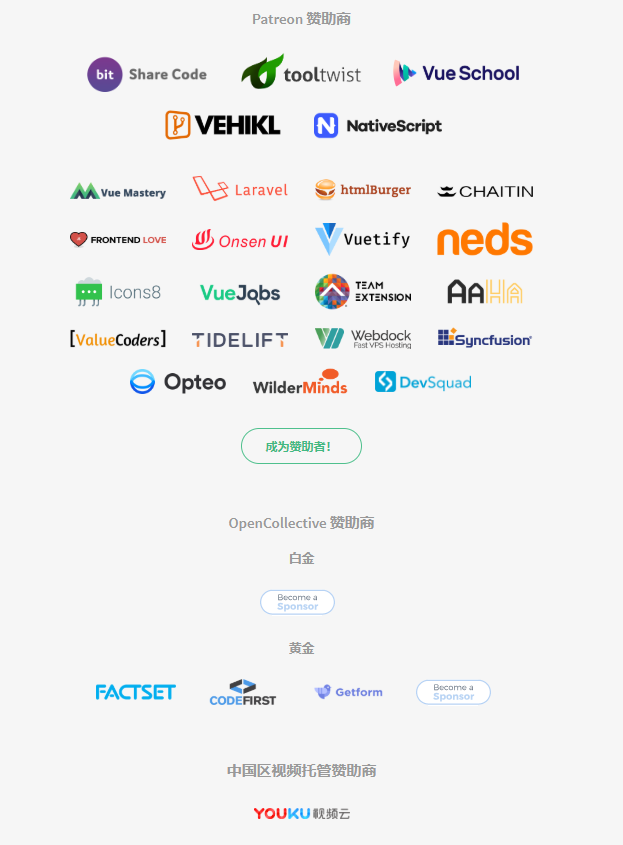 Patreon 赞助商
bit Share Code tooltwist Vue School
VEHIKL NativeScript
Vue Mastery Laravel htmlBurger CHAITIN
FRONTEND LOVE Onsen UI Vuetify neds
Icons8 VueJobs TEAM EXTENSION AAHA
[ValueCoders] TIDELIFT Webdock Fast VPS Hosting Syncfusion
Opteo WilderMinds DevSquad
成为赞助者！
OpenCollective 赞助商
白金
Become a
Sponsor
黄金
FACTSET CODEFIRST Getform Become a Sponsor
中国区视频托管赞助商
YOUKU 视频云